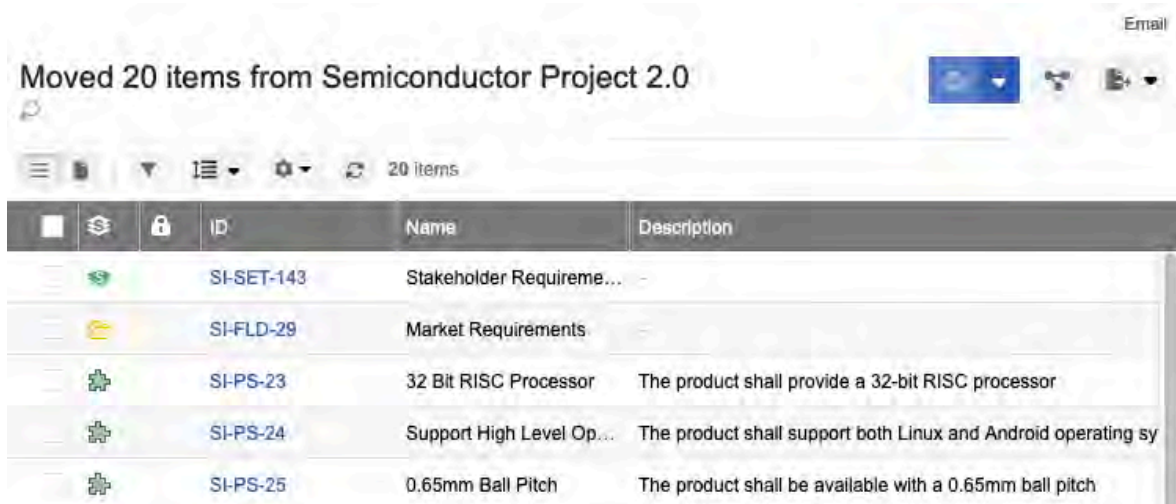 Email
Moved 20 items from Semiconductor Project 2.0
20 items
ID Name Description
SI-SET-143 Stakeholder Requireme... -
SI-FLD-29 Market Requirements -
SI-PS-23 32 Bit RISC Processor The product shall provide a 32-bit RISC processor
SI-PS-24 Support High Level Op... The product shall support both Linux and Android operating sy
SI-PS-25 0.65mm Ball Pitch The product shall be available with a 0.65mm ball pitch